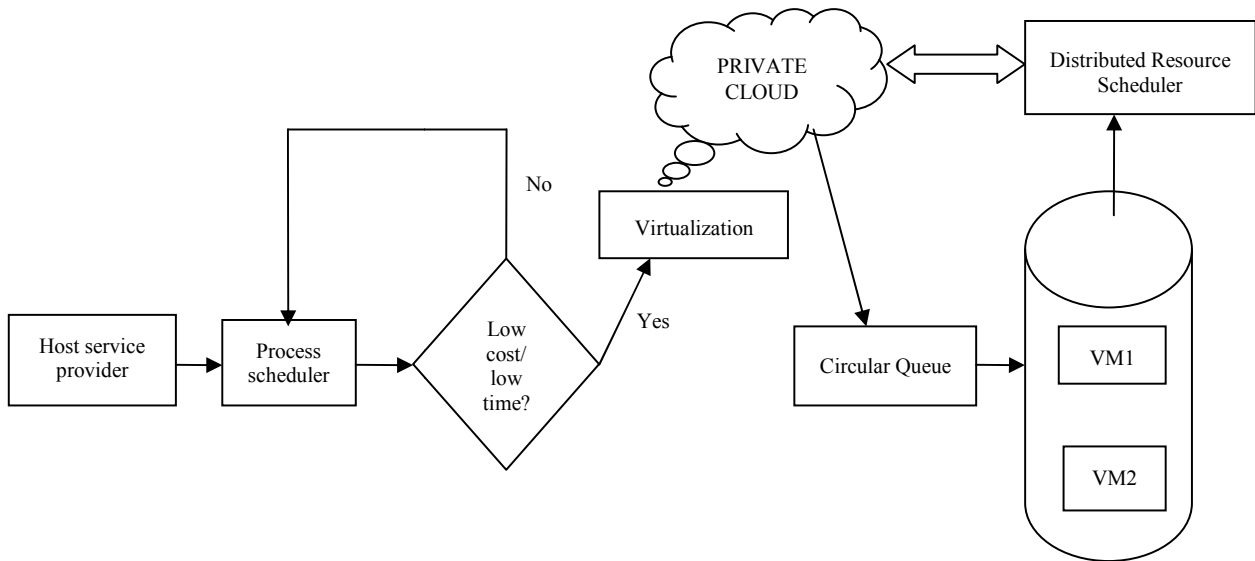 PRIVATE
CLOUD
Distributed Resource
Scheduler
No
Virtualization
Yes
Host service
provider
Process
scheduler
Low
cost/
low
time?
Circular Queue
VM1
VM2